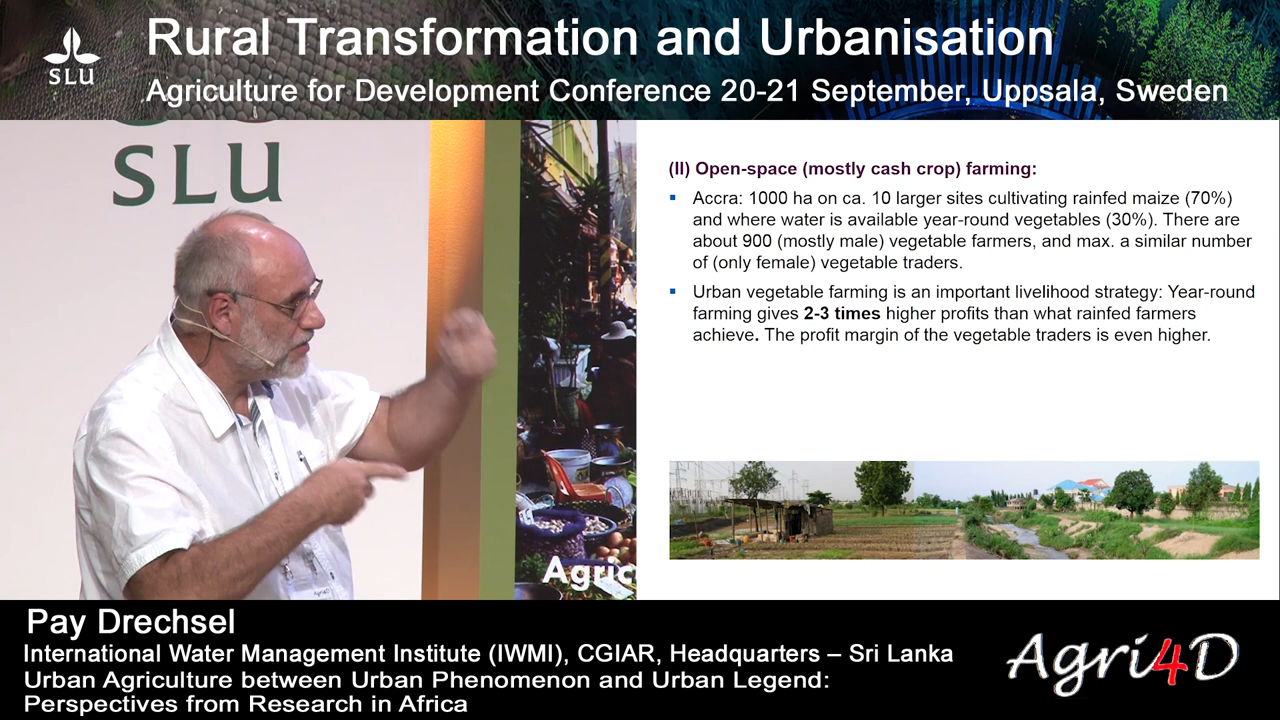 SLU
Rural Transformation and Urbanisation
Agriculture for Development Conference 20-21 September, Uppsala, Sweden
SLU
Agric
(II) Open-space (mostly cash crop) farming:
▪ Accra: 1000 ha on ca. 10 larger sites cultivating rainfed maize (70%)
and where water is available year-round vegetables (30%). There are
about 900 (mostly male) vegetable farmers, and max. a similar number
of (only female) vegetable traders.
▪ Urban vegetable farming is an important livelihood strategy: Year-round
farming gives 2-3 times higher profits than what rainfed farmers
achieve. The profit margin of the vegetable traders is even higher.
Pay Drechsel
International Water Management Institute (IWMI), CGIAR, Headquarters – Sri Lanka
Urban Agriculture between Urban Phenomenon and Urban Legend:
Perspectives from Research in Africa
Agri4D